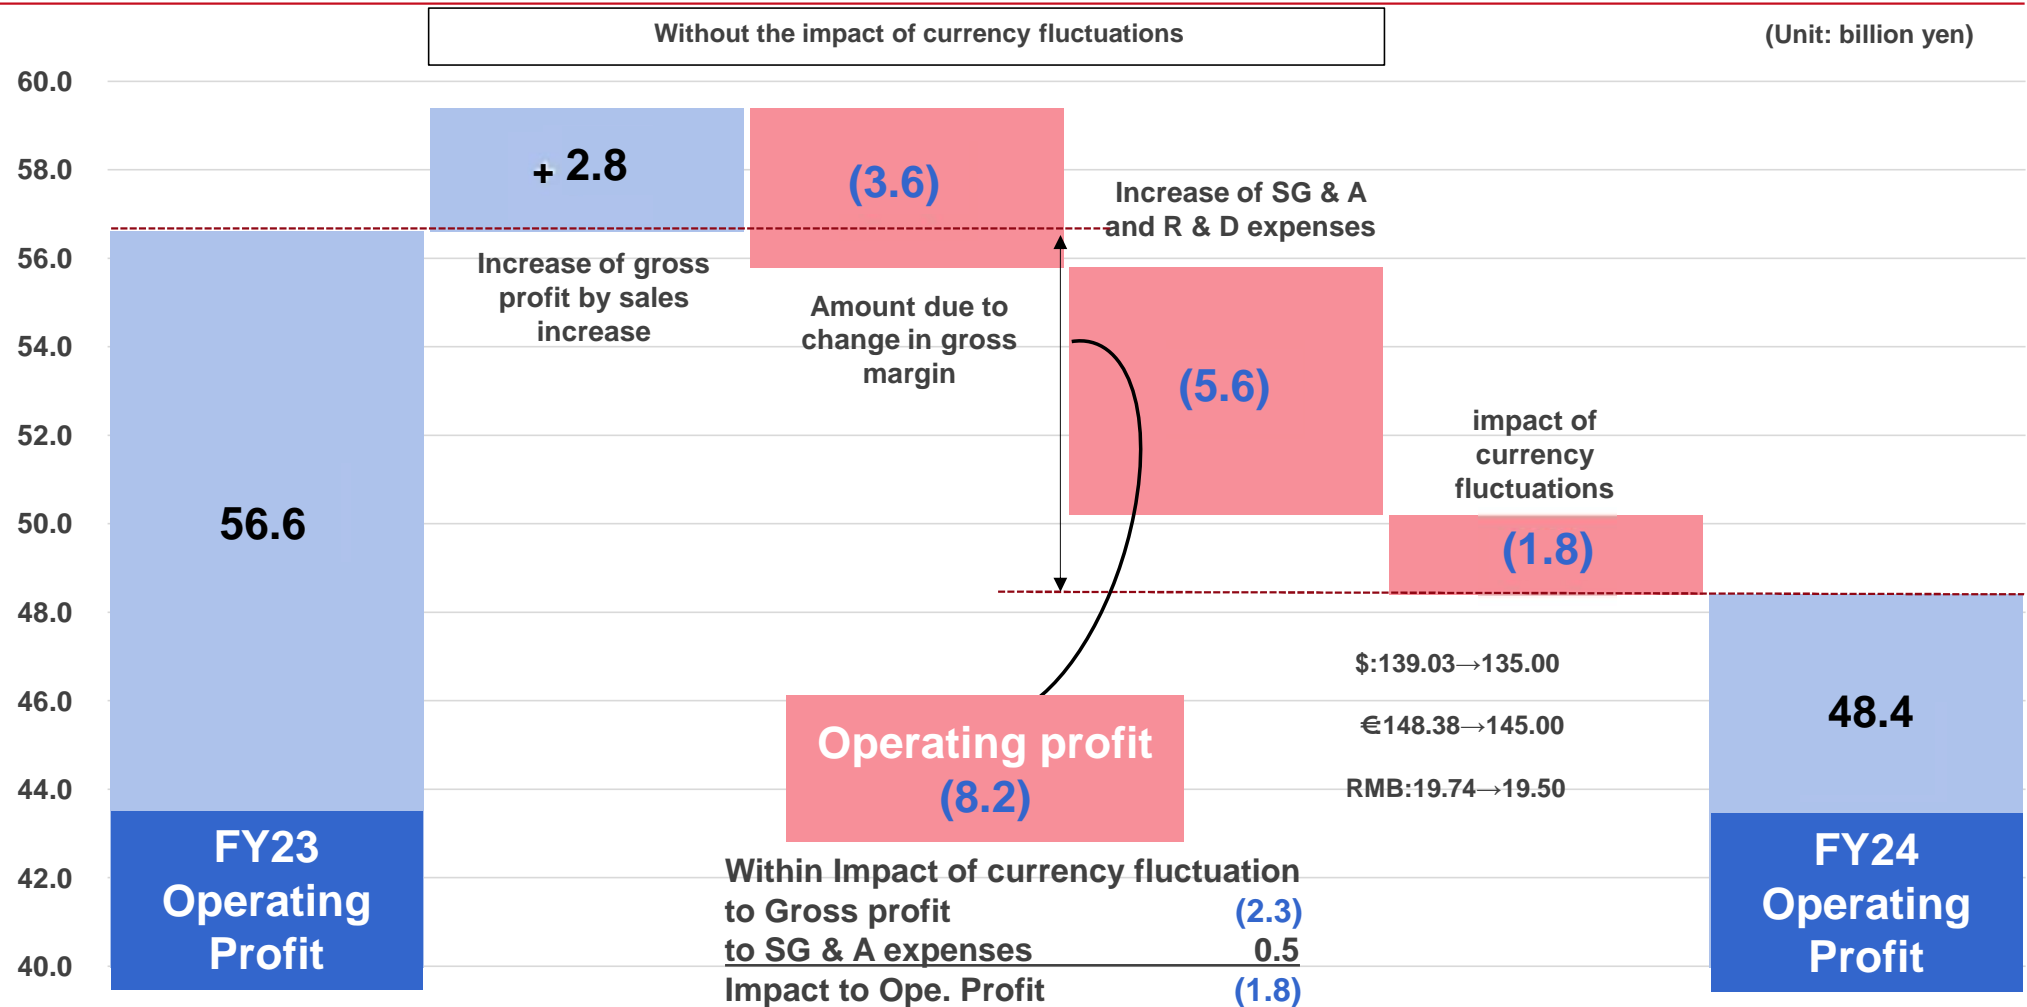 Without the impact of currency fluctuations
(Unit: billion yen)
60.0
58.0
56.0
54.0
52.0
50.0
48.0
46.0
44.0
42.0
40.0
56.6
FY23
Operating
Profit
+ 2.8
Increase of gross
profit by sales
increase
(3.6)
Amount due to
change in gross
margin
Increase of SG & A
and R & D expenses
(5.6)
impact of
currency
fluctuations
(1.8)
$:139.03→135.00
€148.38→145.00
RMB:19.74→19.50
Operating profit
(8.2)
Within Impact of currency fluctuation
to Gross profit (2.3)
to SG & A expenses 0.5
Impact to Ope. Profit (1.8)
48.4
FY24
Operating
Profit